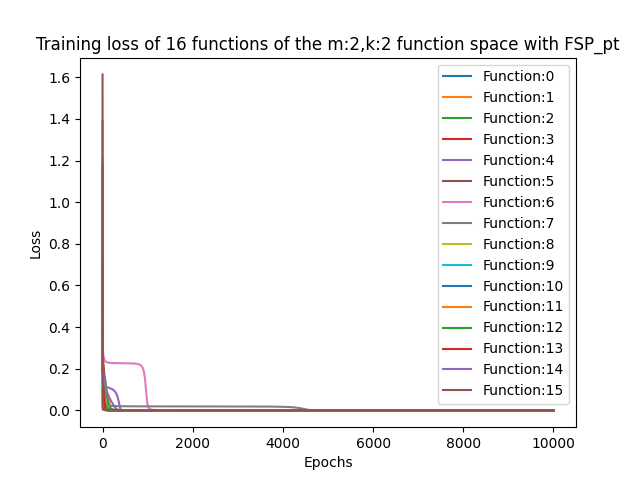 Training loss of 16 functions of the m:2,k:2 function space with FSP_pt
Loss
1.6
1.4
1.2
1.0
0.8
0.6
0.4
0.2
0.0
Function:0
Function:1
Function:2
Function:3
Function:4
Function:5
Function:6
Function:7
Function:8
Function:9
Function:10
Function:11
Function:12
Function:13
Function:14
Function:15
0 2000 4000 6000 8000 10000
Epochs